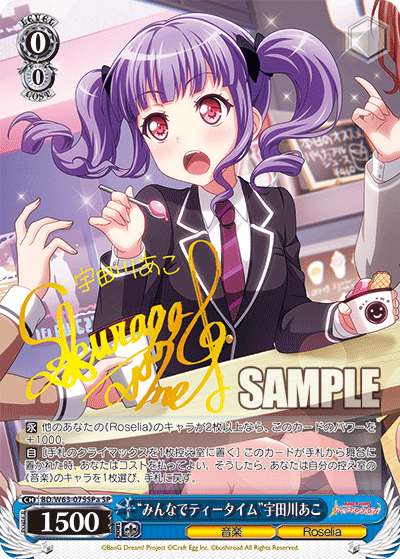 LEVEL
0
0
COST
宇田川あこ
SAMPLE
永 他のあなたの《Roselia》のキャラが2枚以上なら、このカードのパワーを
+1000。
自 [手札のクライマックスを1枚控室に置く] このカードが手札から舞台に
置かれた時、あなたはコストを払ってよい。そうしたら、あなたは自分の控え室の
《音楽》のキャラを1枚選び、手札に戻す。
CH BD/W63-075SPa SP
1500
“みんなでティータイム”宇田川あこ
音楽
Roselia
©BanG Dream! Project ©Craft Egg Inc. ©bushiroad All Rights Reserved.